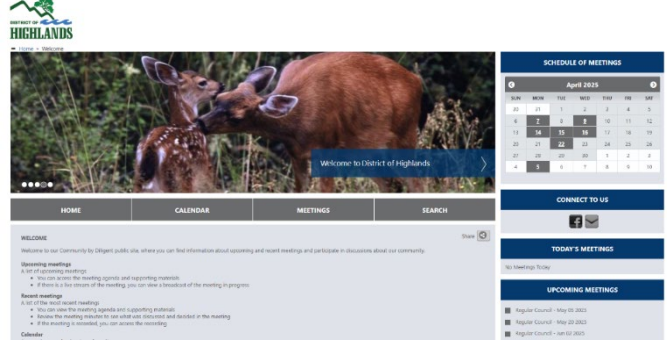 DISTRICT OF
HIGHLANDS
Home » Welcome
Welcome to District of Highlands
HOME
CALENDAR
MEETINGS
SEARCH
WELCOME
Share
Welcome to our Community by Diligent public site, where you can find information about upcoming and recent meetings and participate in discussions about our community.
Upcoming meetings
A list of upcoming meetings
You can access the meeting agenda and supporting materials
If there is a live stream of the meeting, you can view a broadcast of the meeting in progress
Recent meetings
A list of the most recent meetings
You can view the meeting agenda and supporting materials
Review the meeting minutes to see what was discussed and decided in the meeting
If the meeting is recorded, you can access the recording
Calendar
SCHEDULE OF MEETINGS
April 2025
SUN MON TUE WED THU FRI SAT
30 31 1 2 3 4 5
6 7 8 9 10 11 12
13 14 15 16 17 18 19
20 21 22 23 24 25 26
27 28 29 30 1 2 3
4 5 6 7 8 9 10
CONNECT TO US
TODAY'S MEETINGS
No Meetings Today
UPCOMING MEETINGS
Regular Council - May 05 2025
Regular Council - May 20 2025
Regular Council - Jun 02 2025